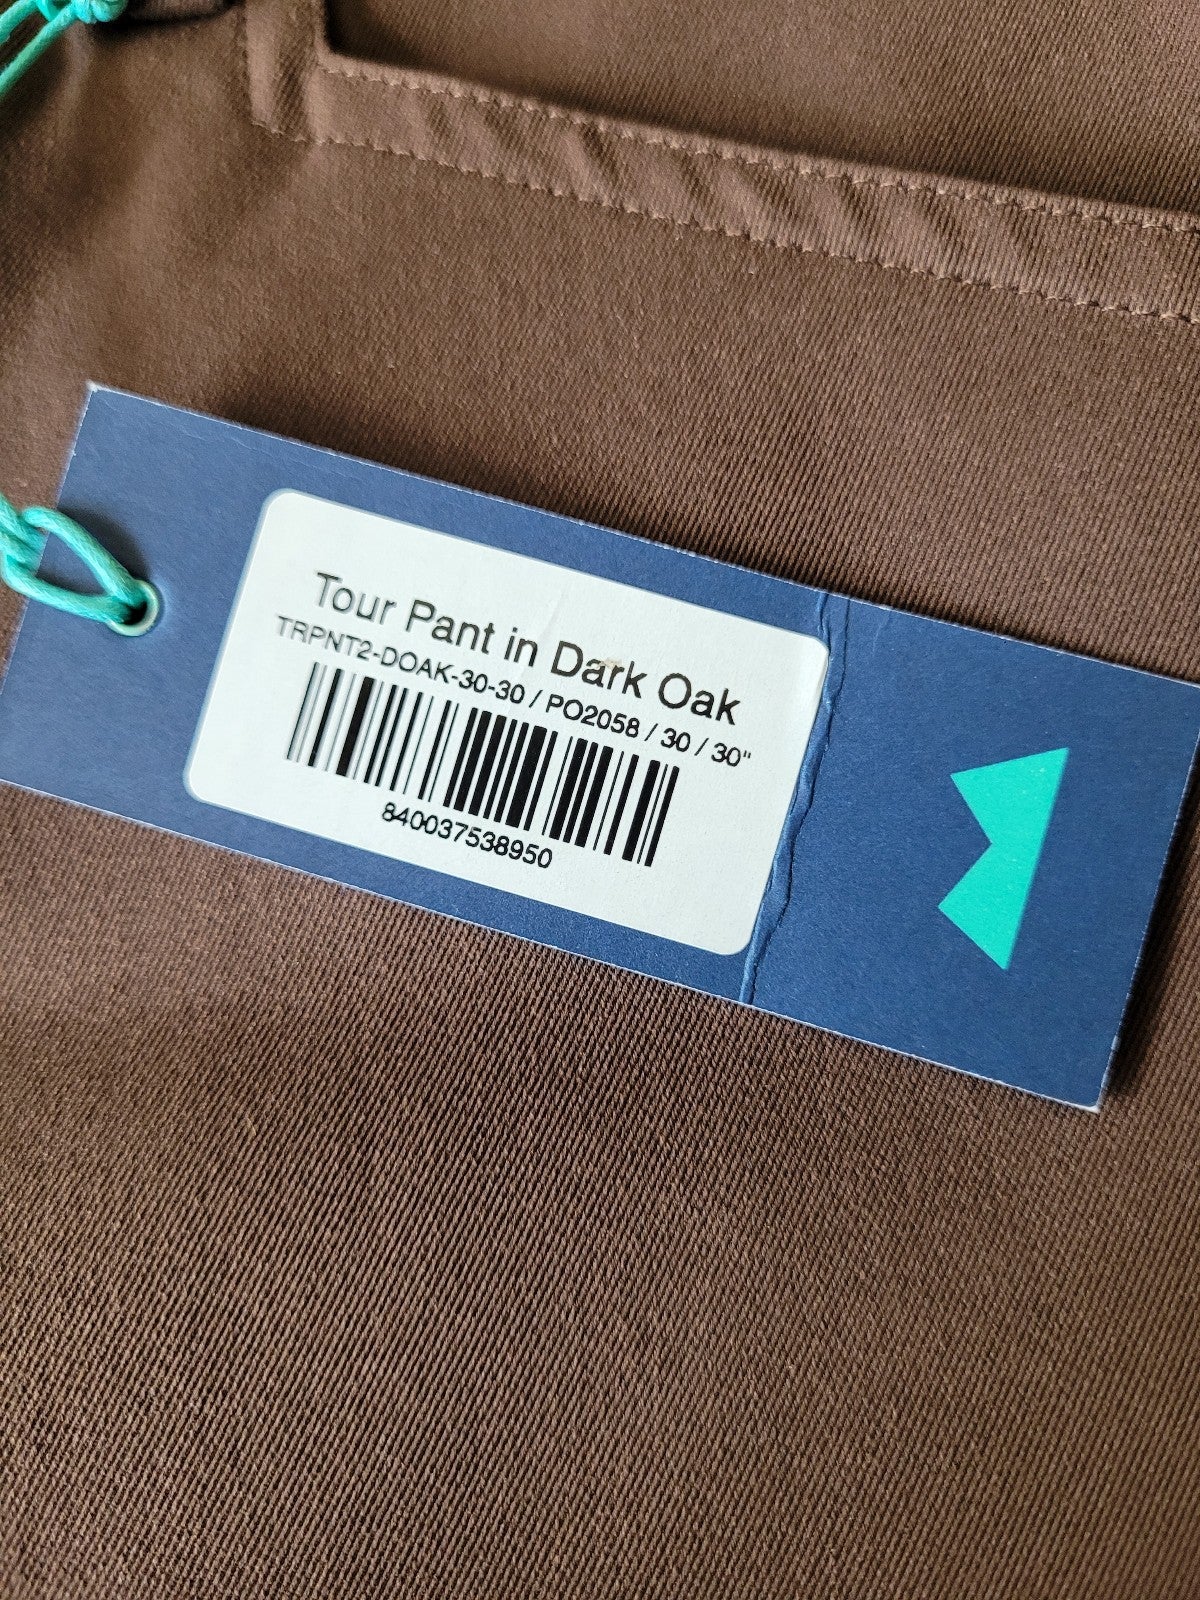 Tour Pant in Dark Oak
TRPNT2-DOAK-30-30 / PO2058 / 30 / 30"
840037538950